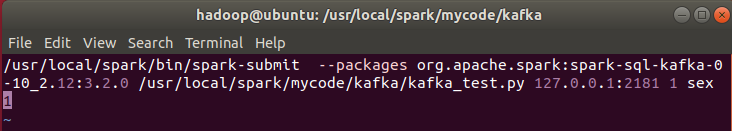 hadoop@ubuntu: /usr/local/spark/mycode/kafka
File Edit View Search Terminal Help
/usr/local/spark/bin/spark-submit  --packages org.apache.spark:spark-sql-kafka-0
-10_2.12:3.2.0 /usr/local/spark/mycode/kafka/kafka_test.py 127.0.0.1:2181 1 sex
1
~